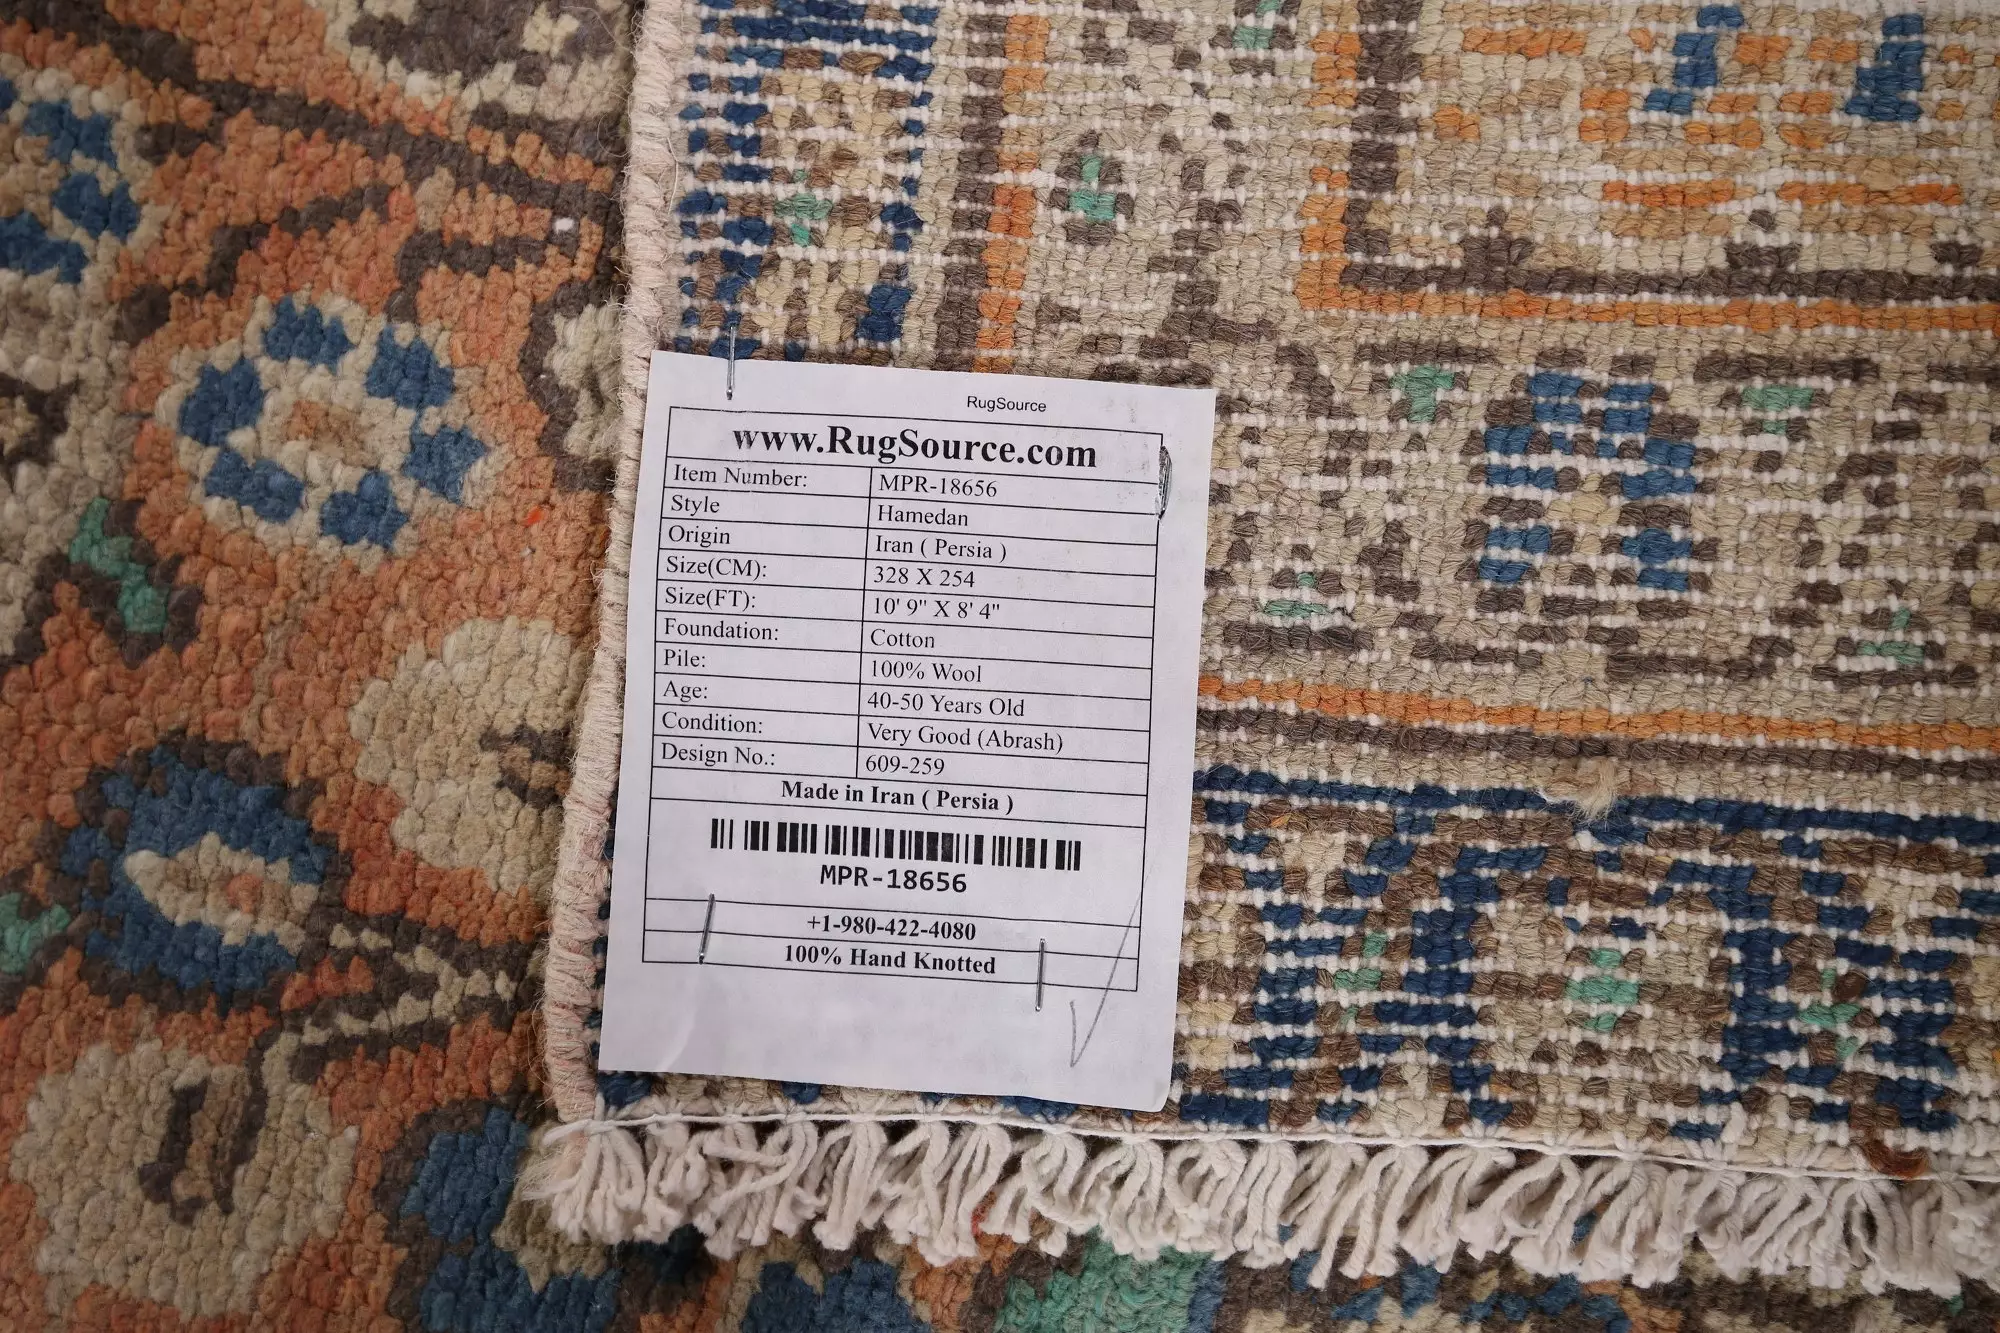 RugSource
www.RugSource.com
Item Number: MPR-18656
Style Hamedan
Origin Iran ( Persia )
Size(CM): 328 X 254
Size(FT): 10' 9" X 8' 4"
Foundation: Cotton
Pile: 100% Wool
Age: 40-50 Years Old
Condition: Very Good (Abrash)
Design No.: 609-259
Made in Iran ( Persia )
MPR-18656
+1-980-422-4080
100% Hand Knotted